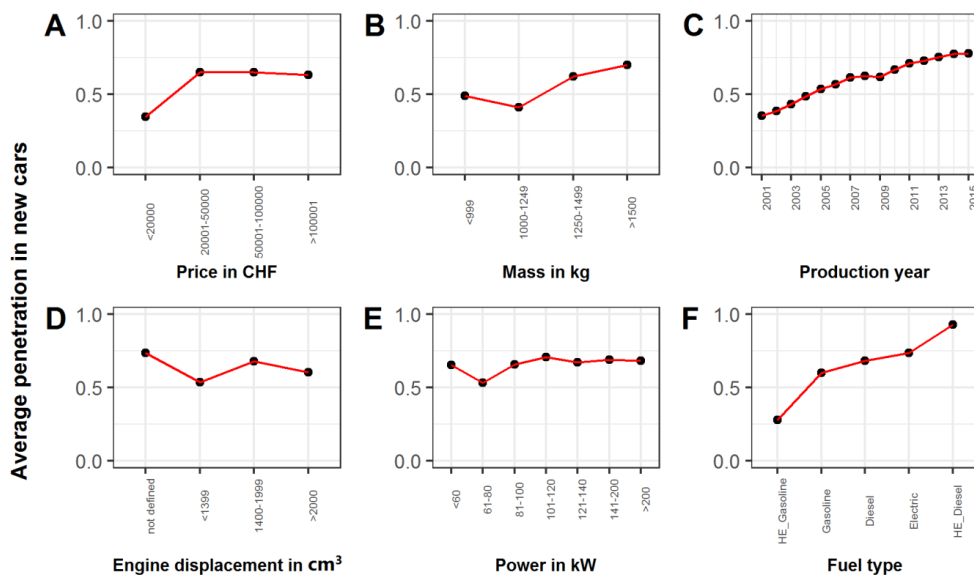 Average penetration in new cars
A
1.0
0.5
0.0
<20000
20001-50000
50001-100000
>100001
Price in CHF
B
1.0
0.5
0.0
<999
1000-1249
1250-1499
>1500
Mass in kg
C
1.0
0.5
0.0
2001
2003
2005
2007
2009
2011
2013
2015
Production year
D
1.0
0.5
0.0
not defined
<1399
1400-1999
>2000
Engine displacement in cm³
E
1.0
0.5
0.0
<60
61-80
81-100
101-120
121-140
141-200
>200
Power in kW
F
1.0
0.5
0.0
HE_Gasoline
Gasoline
Diesel
Electric
HE_Diesel
Fuel type